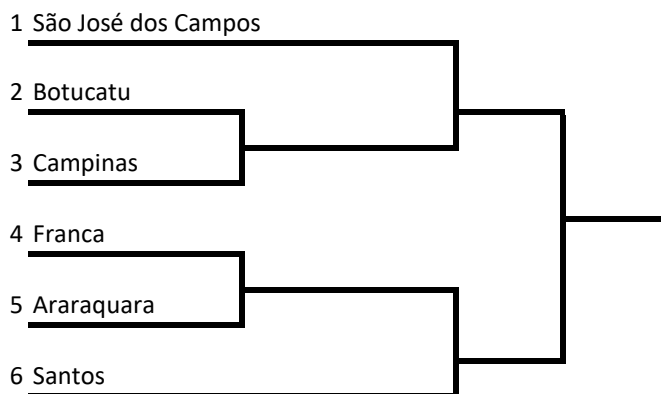 1 São José dos Campos
2 Botucatu
3 Campinas
4 Franca
5 Araraquara
6 Santos